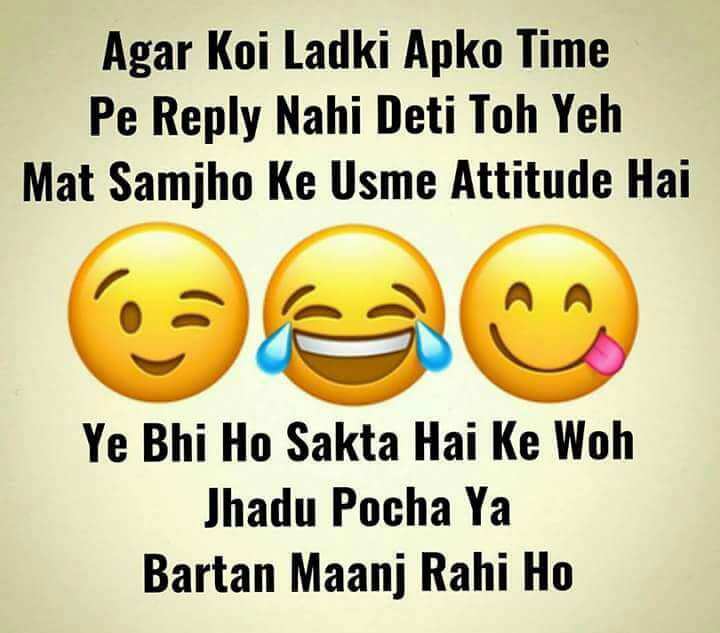 Agar Koi Ladki Apko Time
Pe Reply Nahi Deti Toh Yeh
Mat Samjho Ke Usme Attitude Hai
Ye Bhi Ho Sakta Hai Ke Woh
Jhadu Pocha Ya
Bartan Maanj Rahi Ho